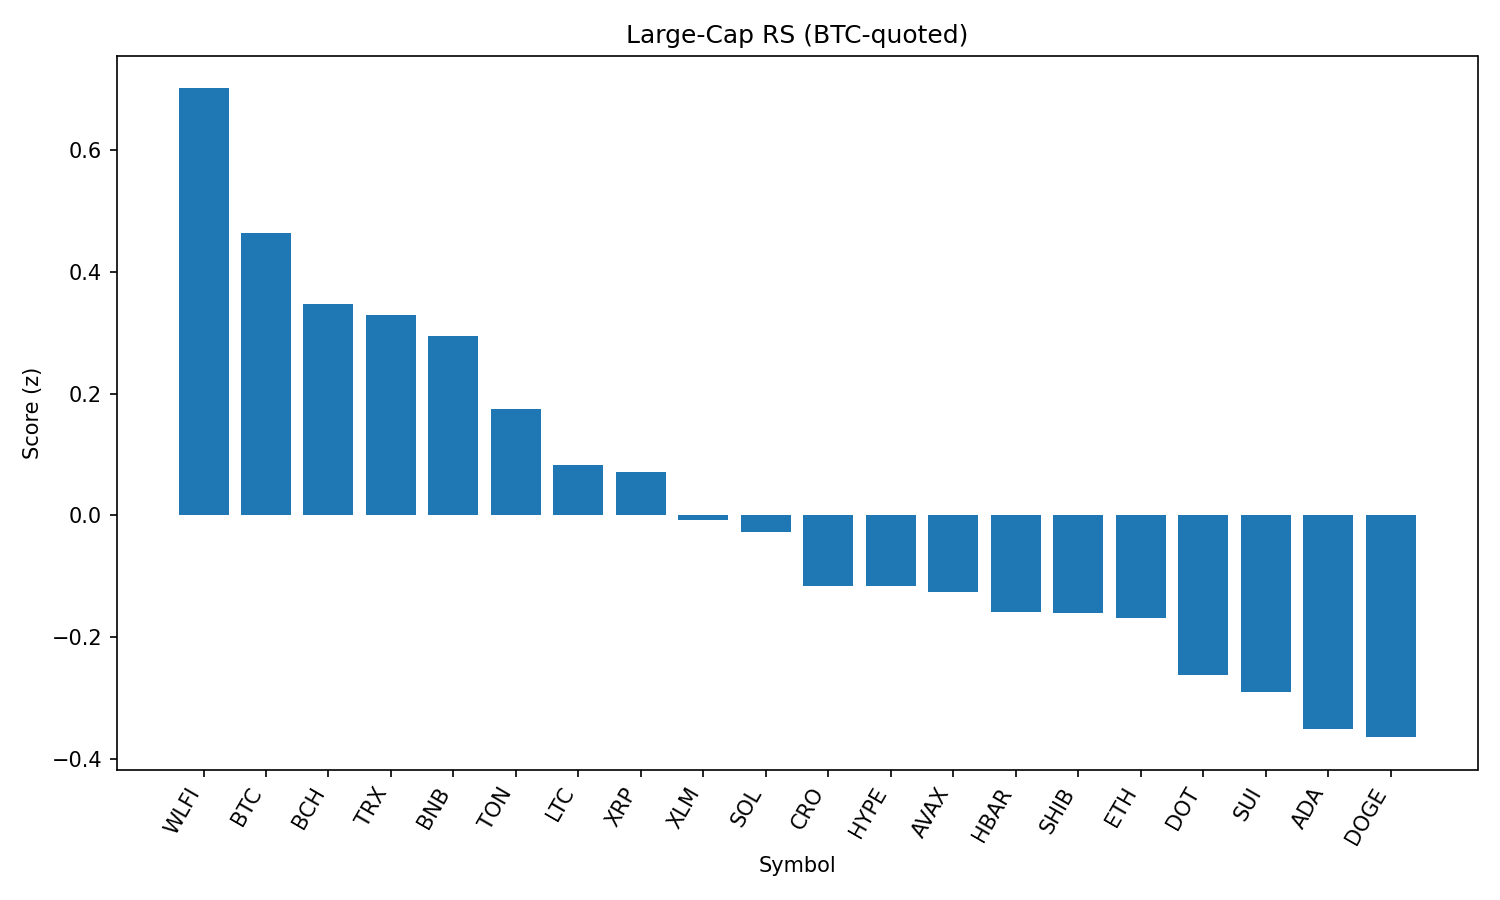 Large-Cap RS (BTC-quoted)
Score (z)
0.6
0.4
0.2
0.0
−0.2
−0.4
WLFI
BTC
BCH
TRX
BNB
TON
LTC
XRP
XLM
SOL
CRO
HYPE
AVAX
HBAR
SHIB
ETH
DOT
SUI
ADA
DOGE
Symbol